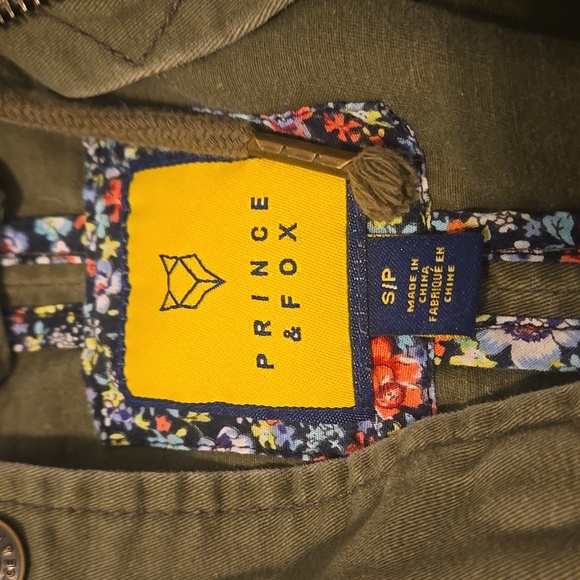 PRINCE
& FOX
S/P
MADE IN
CHINA
FABRIQUÉ EN
CHINE